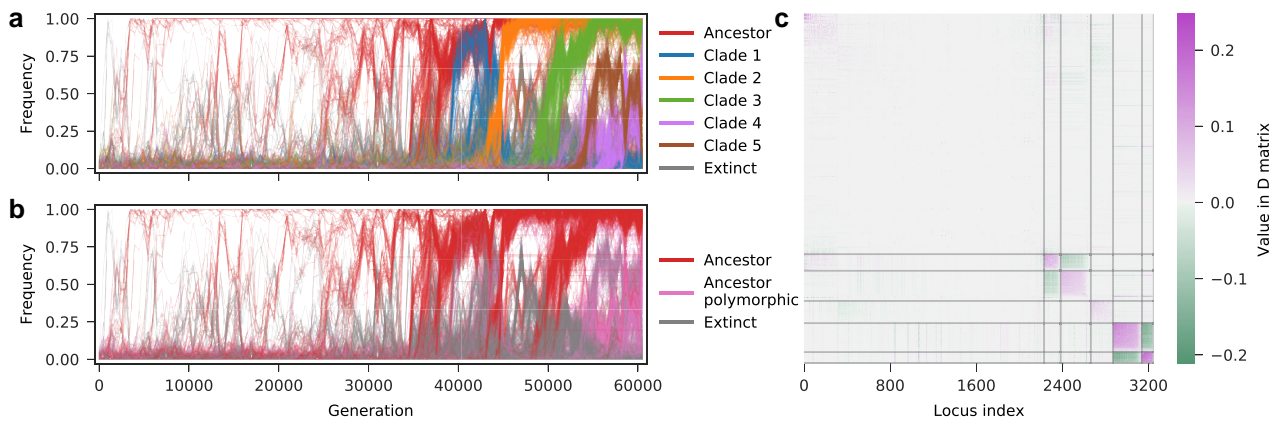 a
1.00
0.75
0.50
0.25
0.00
Frequency
Ancestor
Clade 1
Clade 2
Clade 3
Clade 4
Clade 5
Extinct
b
1.00
0.75
0.50
0.25
0.00
Frequency
0
10000
20000
30000
40000
50000
60000
Generation
Ancestor
Ancestor
polymorphic
Extinct
c
0
800
1600
2400
3200
Locus index
0.2
0.1
0.0
−0.1
−0.2
Value in D matrix